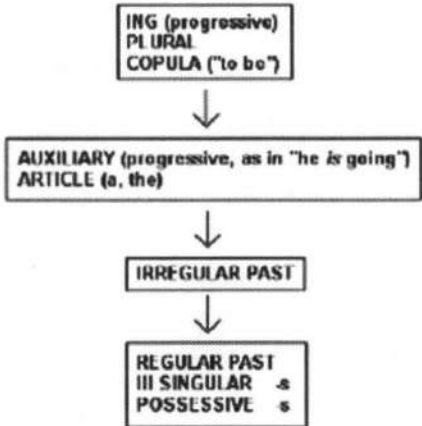 ING (progressive)
PLURAL
COPULA ("to be")
AUXILIARY (progressive, as in "he is going")
ARTICLE (a, the)
IRREGULAR PAST
REGULAR PAST
III SINGULAR -s
POSSESSIVE -s